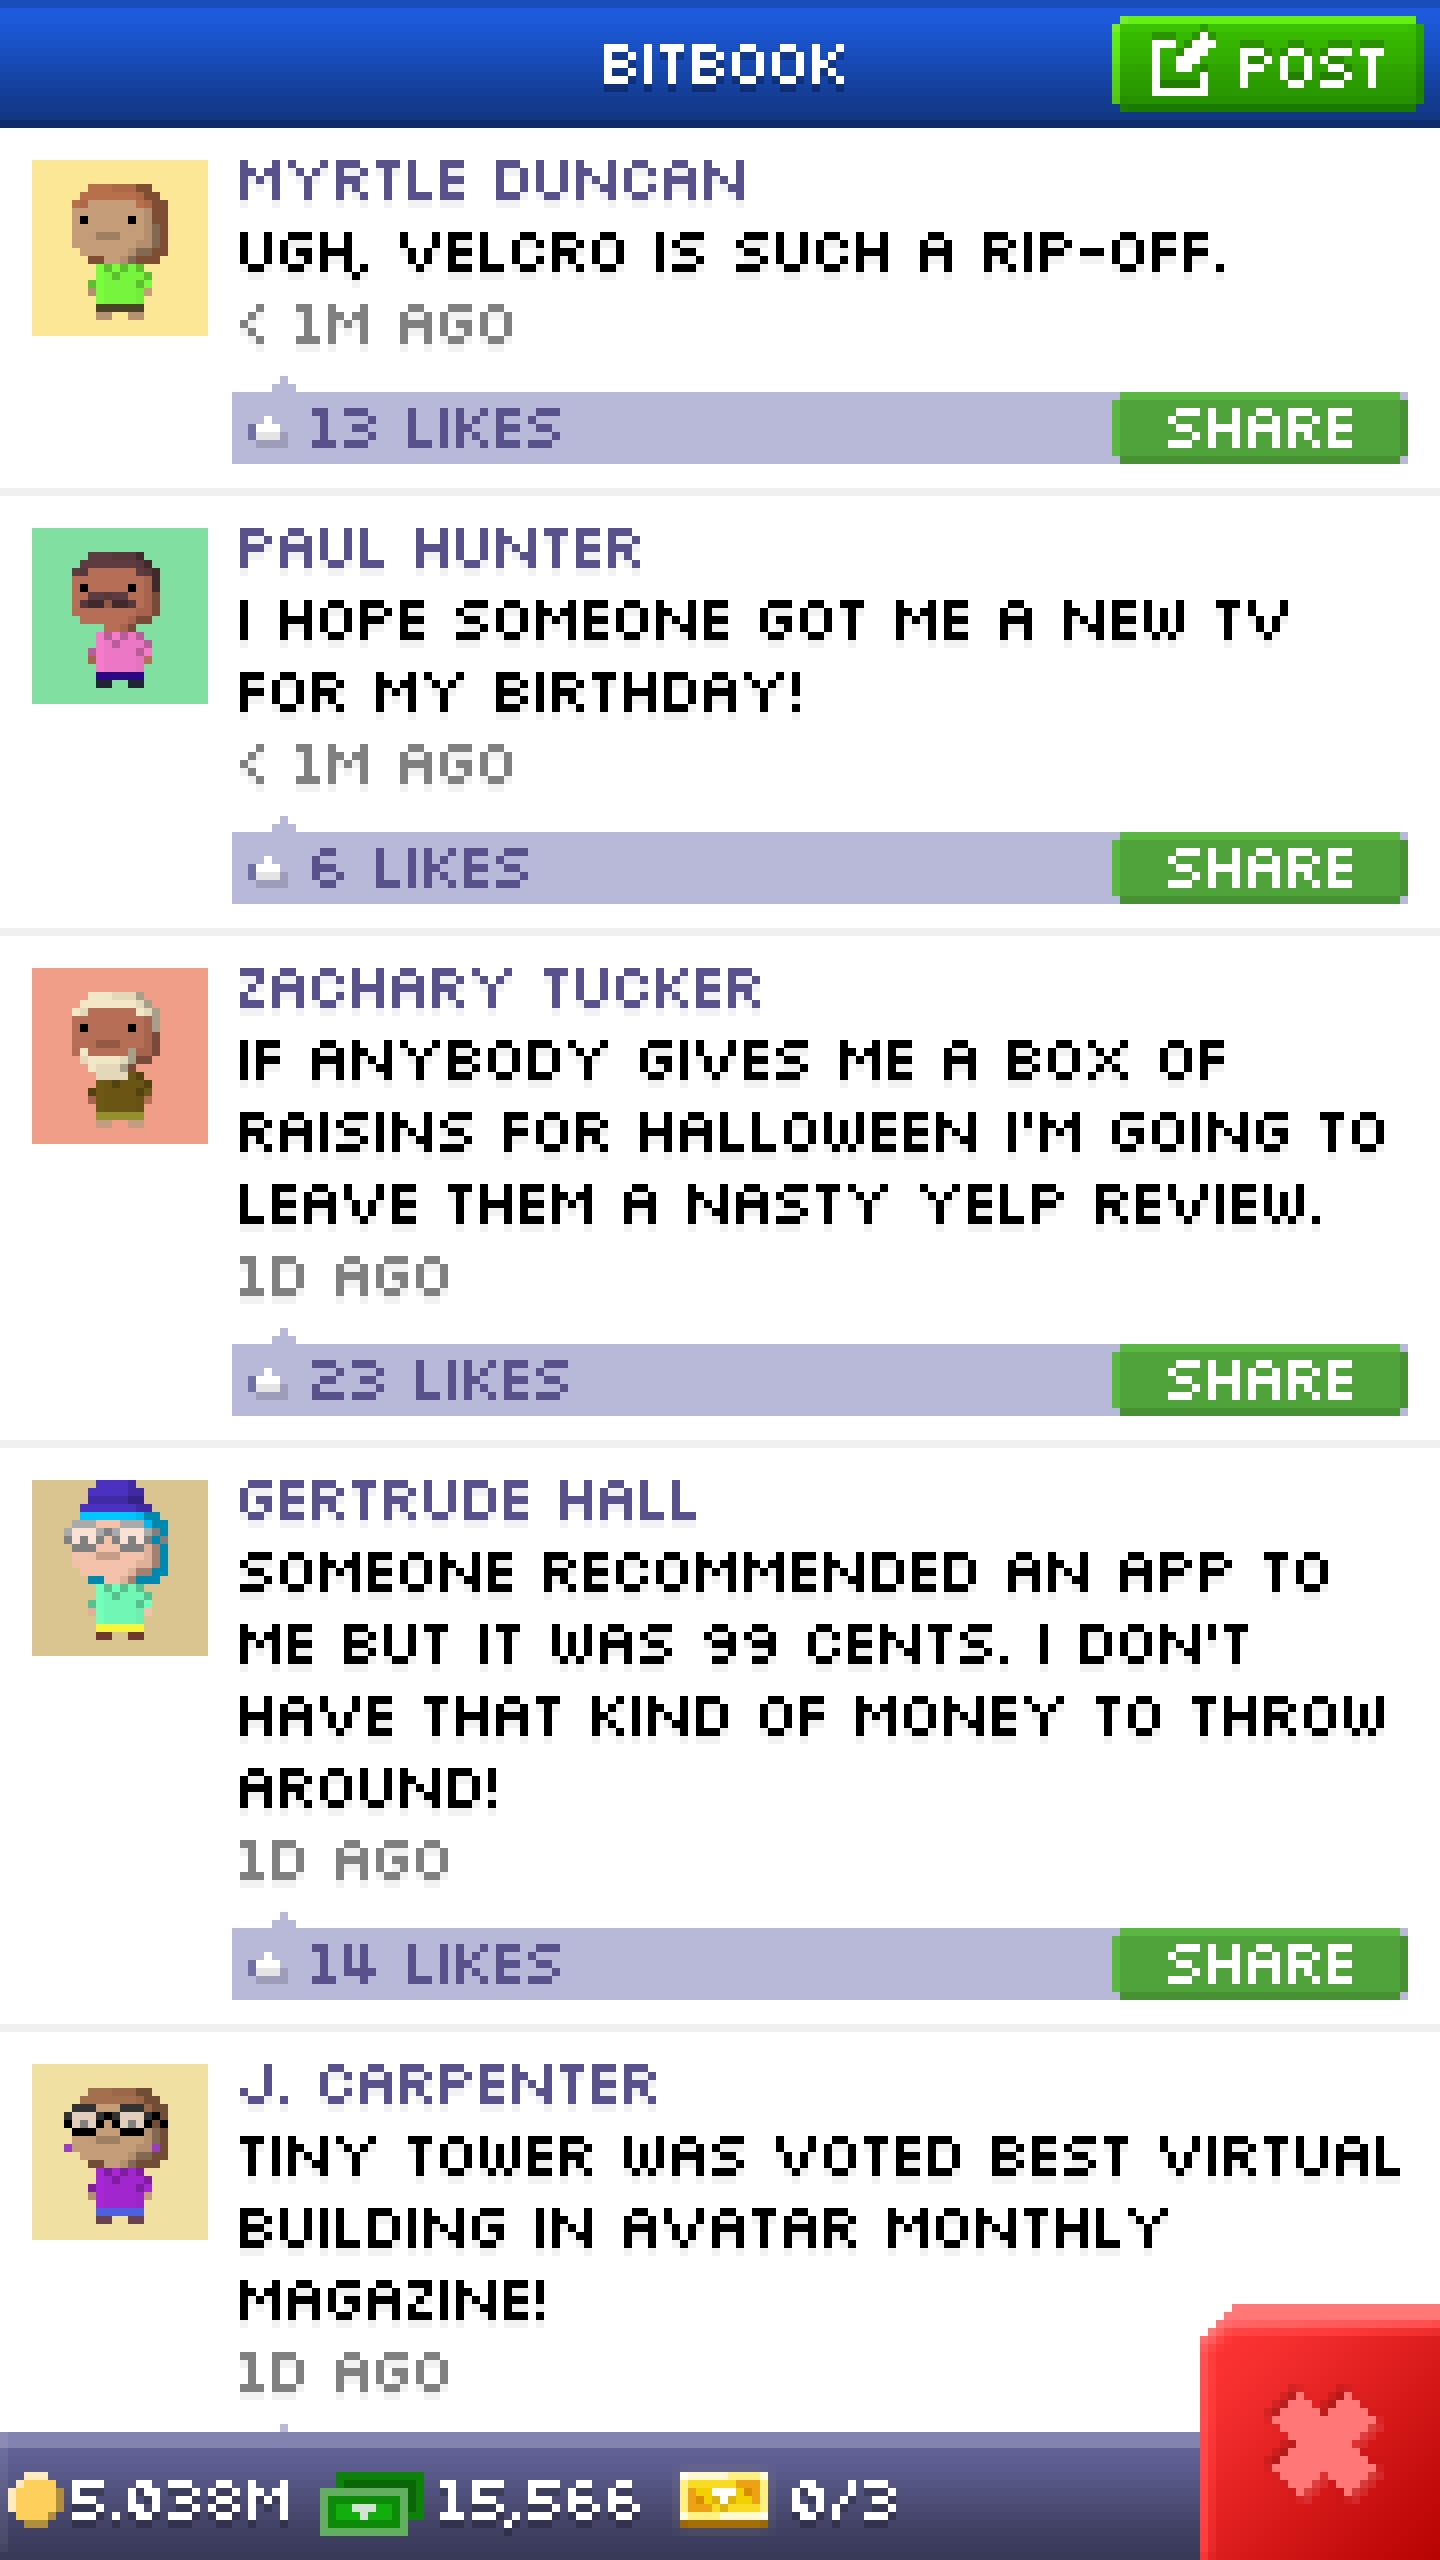 BITBOOK
POST
MYRTLE DUNCAN
UGH, VELCRO IS SUCH A RIP-OFF.
< 1M AGO
13 LIKES
SHARE
PAUL HUNTER
I HOPE SOMEONE GOT ME A NEW TV
FOR MY BIRTHDAY!
< 1M AGO
6 LIKES
SHARE
ZACHARY TUCKER
IF ANYBODY GIVES ME A BOX OF
RAISINS FOR HALLOWEEN I'M GOING TO
LEAVE THEM A NASTY YELP REVIEW.
1D AGO
23 LIKES
SHARE
GERTRUDE HALL
SOMEONE RECOMMENDED AN APP TO
ME BUT IT WAS 99 CENTS. I DON'T
HAVE THAT KIND OF MONEY TO THROW
AROUND!
1D AGO
14 LIKES
SHARE
J. CARPENTER
TINY TOWER WAS VOTED BEST VIRTUAL
BUILDING IN AVATAR MONTHLY
MAGAZINE!
1D AGO
5.038M 15,566 0/3